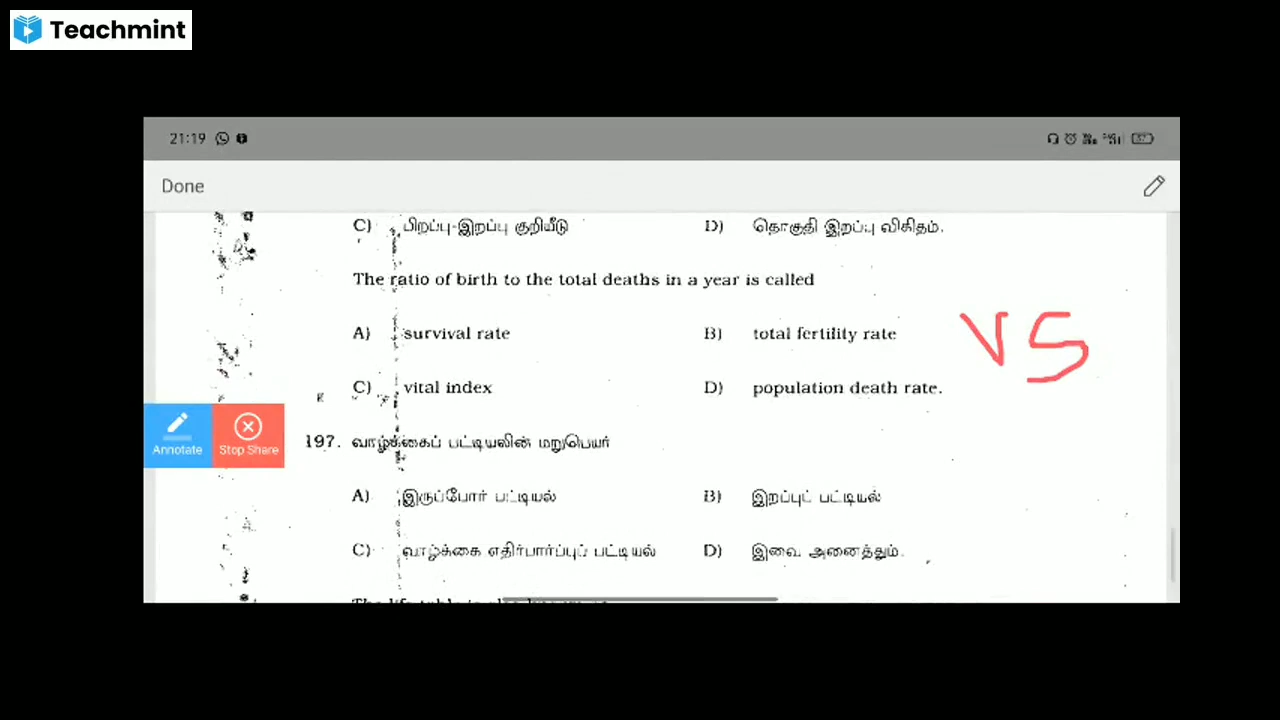 Teachmint
21:19
Done
C) பிறப்பு-இறப்பு குறியீடு D) தொகுதி இறப்பு விகிதம்.
The ratio of birth to the total deaths in a year is called
A) survival rate B) total fertility rate
VS
C) vital index D) population death rate.
Annotate Stop Share
197. வாழ்க்கைப் பட்டியலின் மறுபெயர்
A) இருப்போர் பட்டியல் B) இறப்புப் பட்டியல்
C) வாழ்க்கை எதிர்பார்ப்புப் பட்டியல் D) இவை அனைத்தும்.